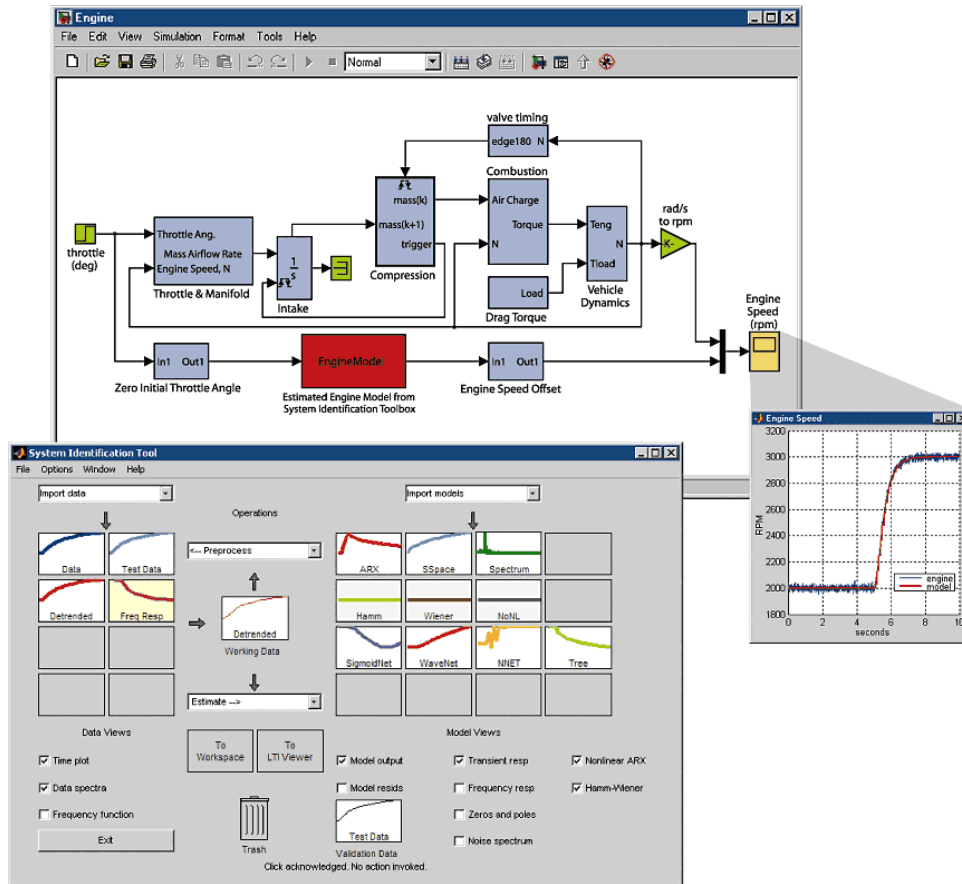 Engine
File Edit View Simulation Format Tools Help
Normal
valve timing
edge180 N
Combustion
mass(k)
mass(k+1)
trigger
Compression
Air Charge
Torque
N
rad/s
to rpm
-K-
throttle
(deg)
Throttle Ang.
Mass Airflow Rate
Engine Speed, N
Throttle & Manifold
1
s
Intake
Teng
N
Tload
Vehicle
Dynamics
Load
Drag Torque
Engine
Speed
(rpm)
In1 Out1
Zero Initial Throttle Angle
EngineModel
Estimated Engine Model from
System Identification Toolbox
In1 Out1
Engine Speed Offset
Engine Speed
3200
3000
2800
2600
2400
2200
2000
1800
RPM
0 2 4 6 8 10
seconds
engine
model
System Identification Tool
File Options Window Help
Import data
Operations
Import models
<-- Preprocess
Data
Test Data
Detrended
Freq Resp
Detrended
Working Data
Estimate -->
ARX
SSpace
Spectrum
Hamm
Wiener
NoNL
SigmoidNet
WaveNet
NNET
Tree
Data Views
To
Workspace
To
LTI Viewer
Model Views
Time plot
Data spectra
Frequency function
Exit
Trash
Model output
Model resids
Test Data
Validation Data
Transient resp
Frequency resp
Zeros and poles
Noise spectrum
Nonlinear ARX
Hamm-Wiener
Click acknowledged. No action invoked.